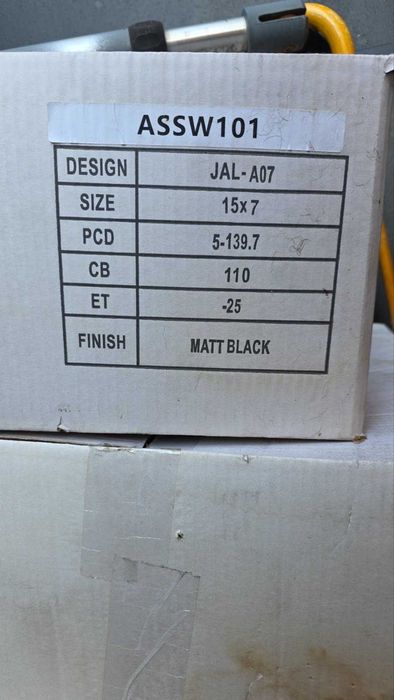 ASSW101
DESIGN JAL-A07
SIZE 15x7
PCD 5-139.7
CB 110
ET -25
FINISH MATT BLACK